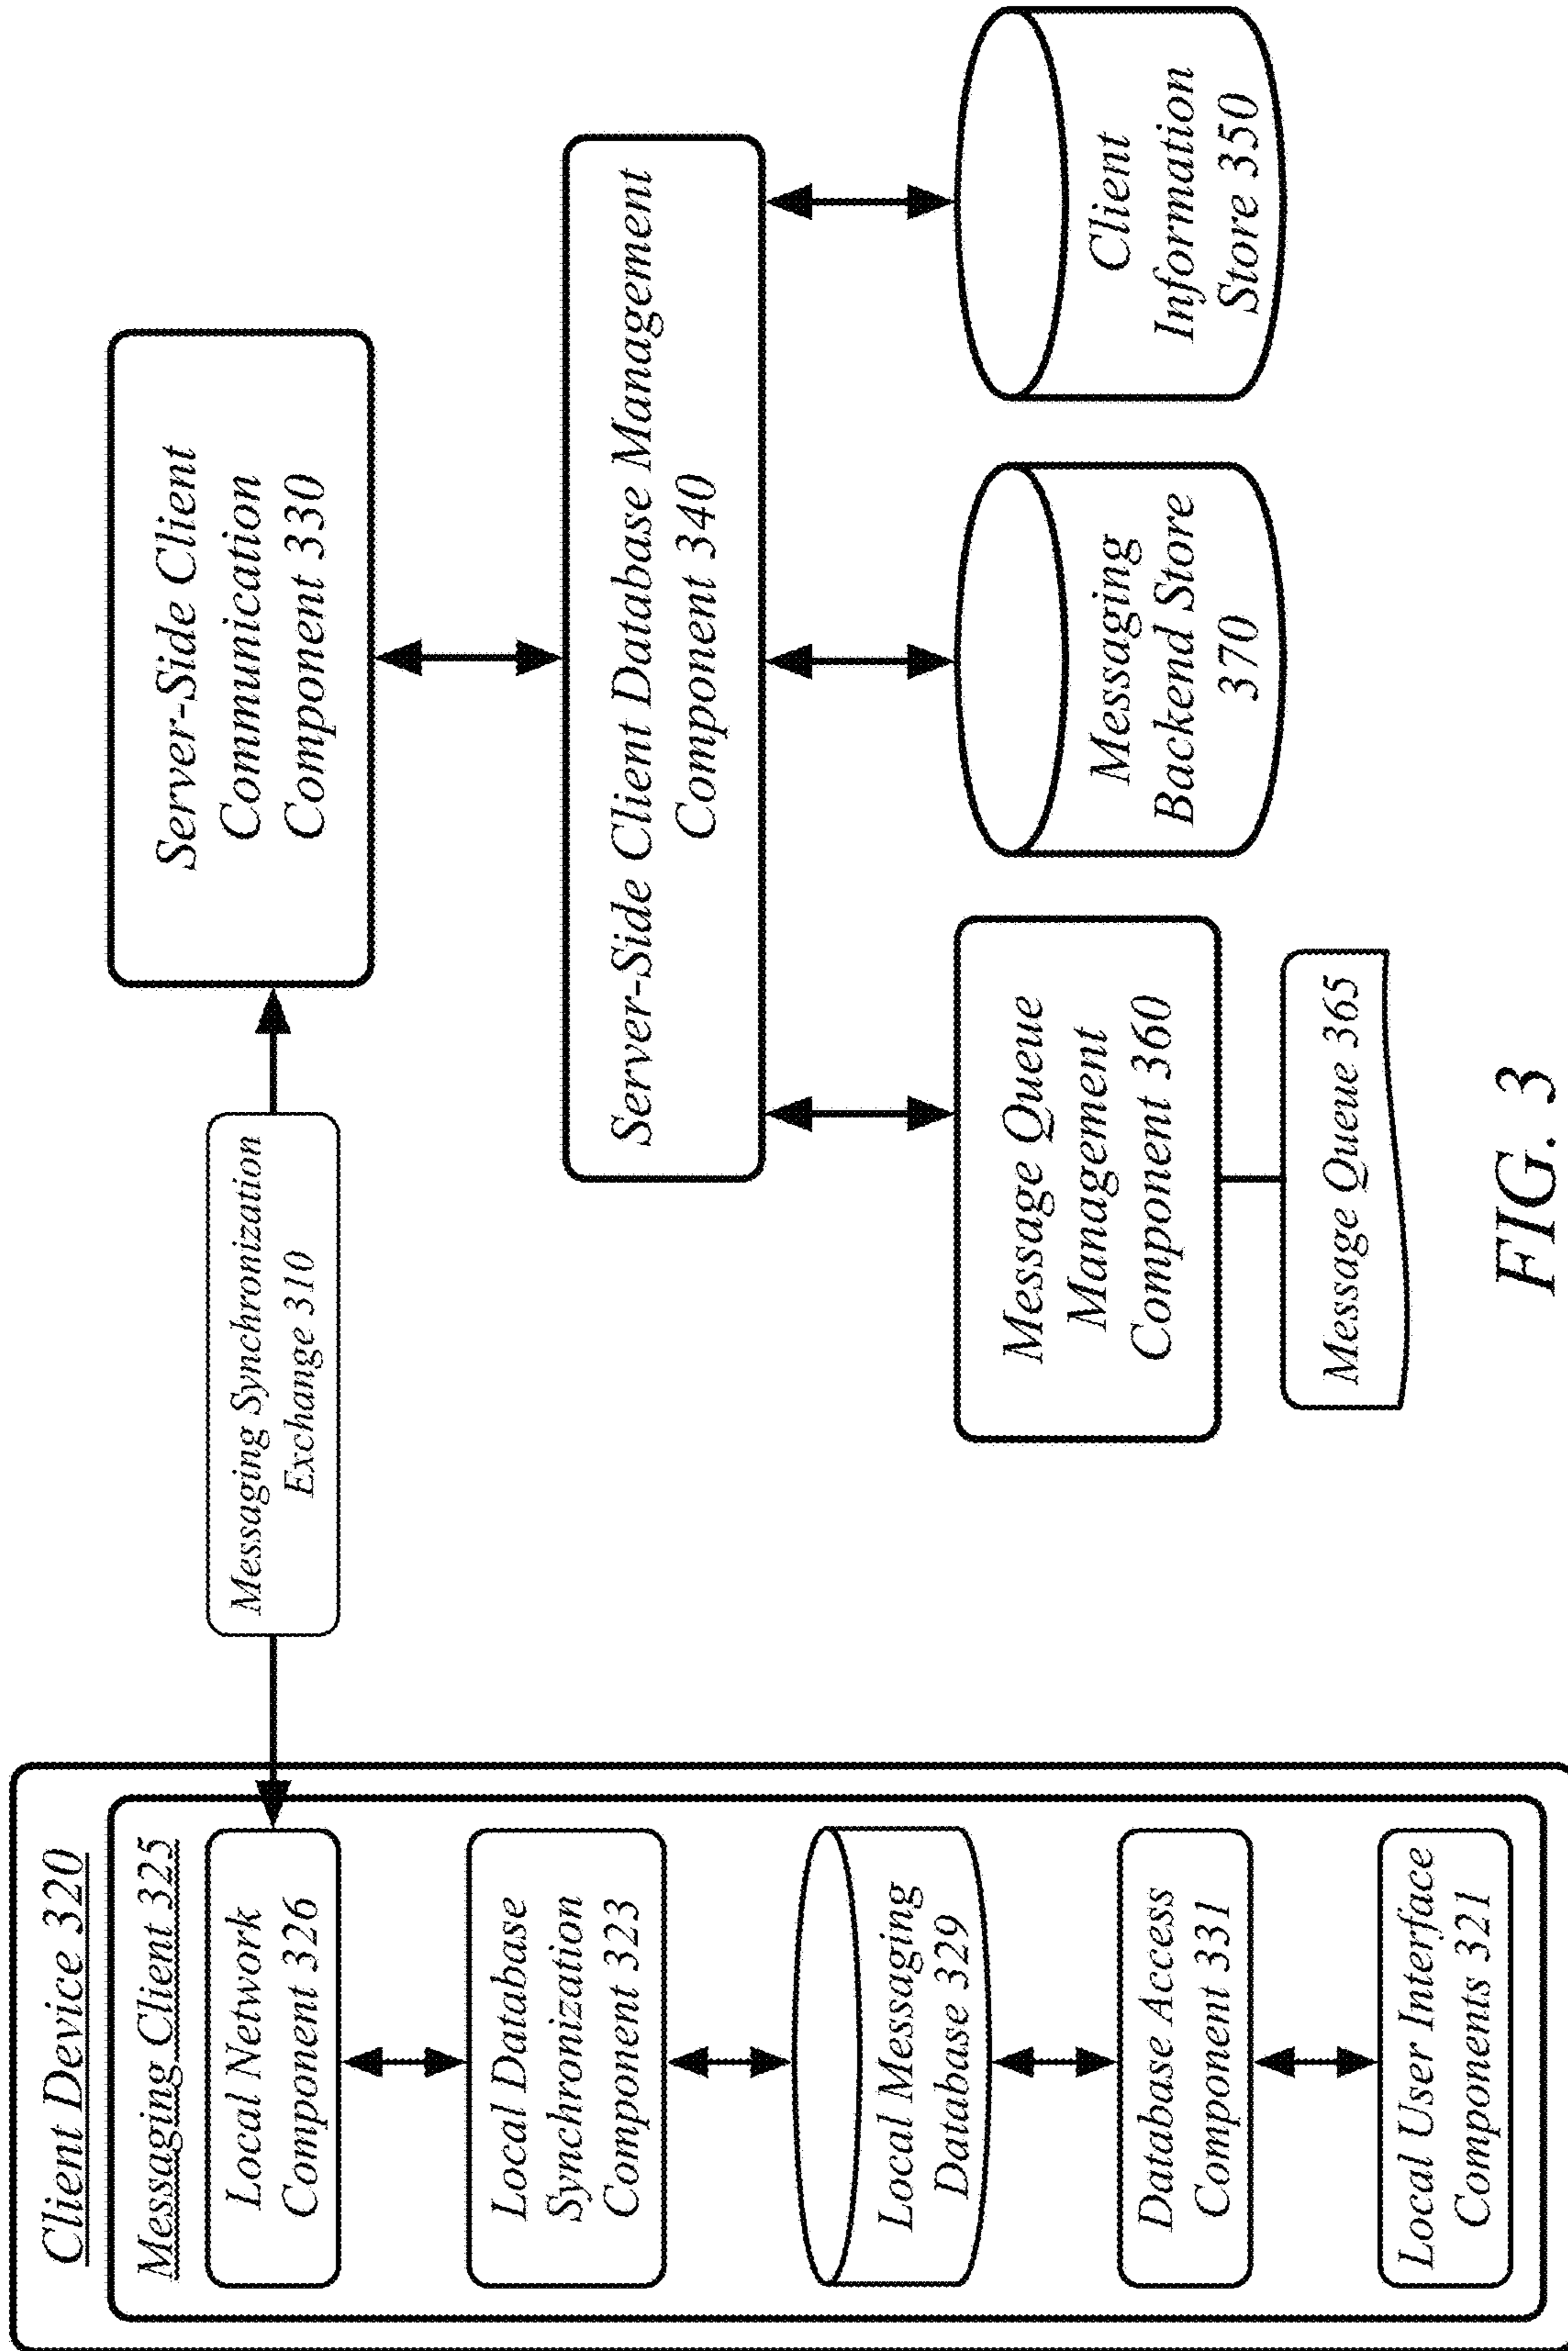 Client Device 320
Messaging Client 325
Local Network
Component 326
Local Database
Synchronization
Component 323
Local Messaging
Database 329
Database Access
Component 331
Local User Interface
Components 321
Messaging Synchronization
Exchange 310
Server-Side Client
Communication
Component 330
Server-Side Client Database Management
Component 340
Message Queue
Management
Component 360
Message Queue 365
Messaging
Backend Store
370
Client
Information
Store 350
FIG. 3